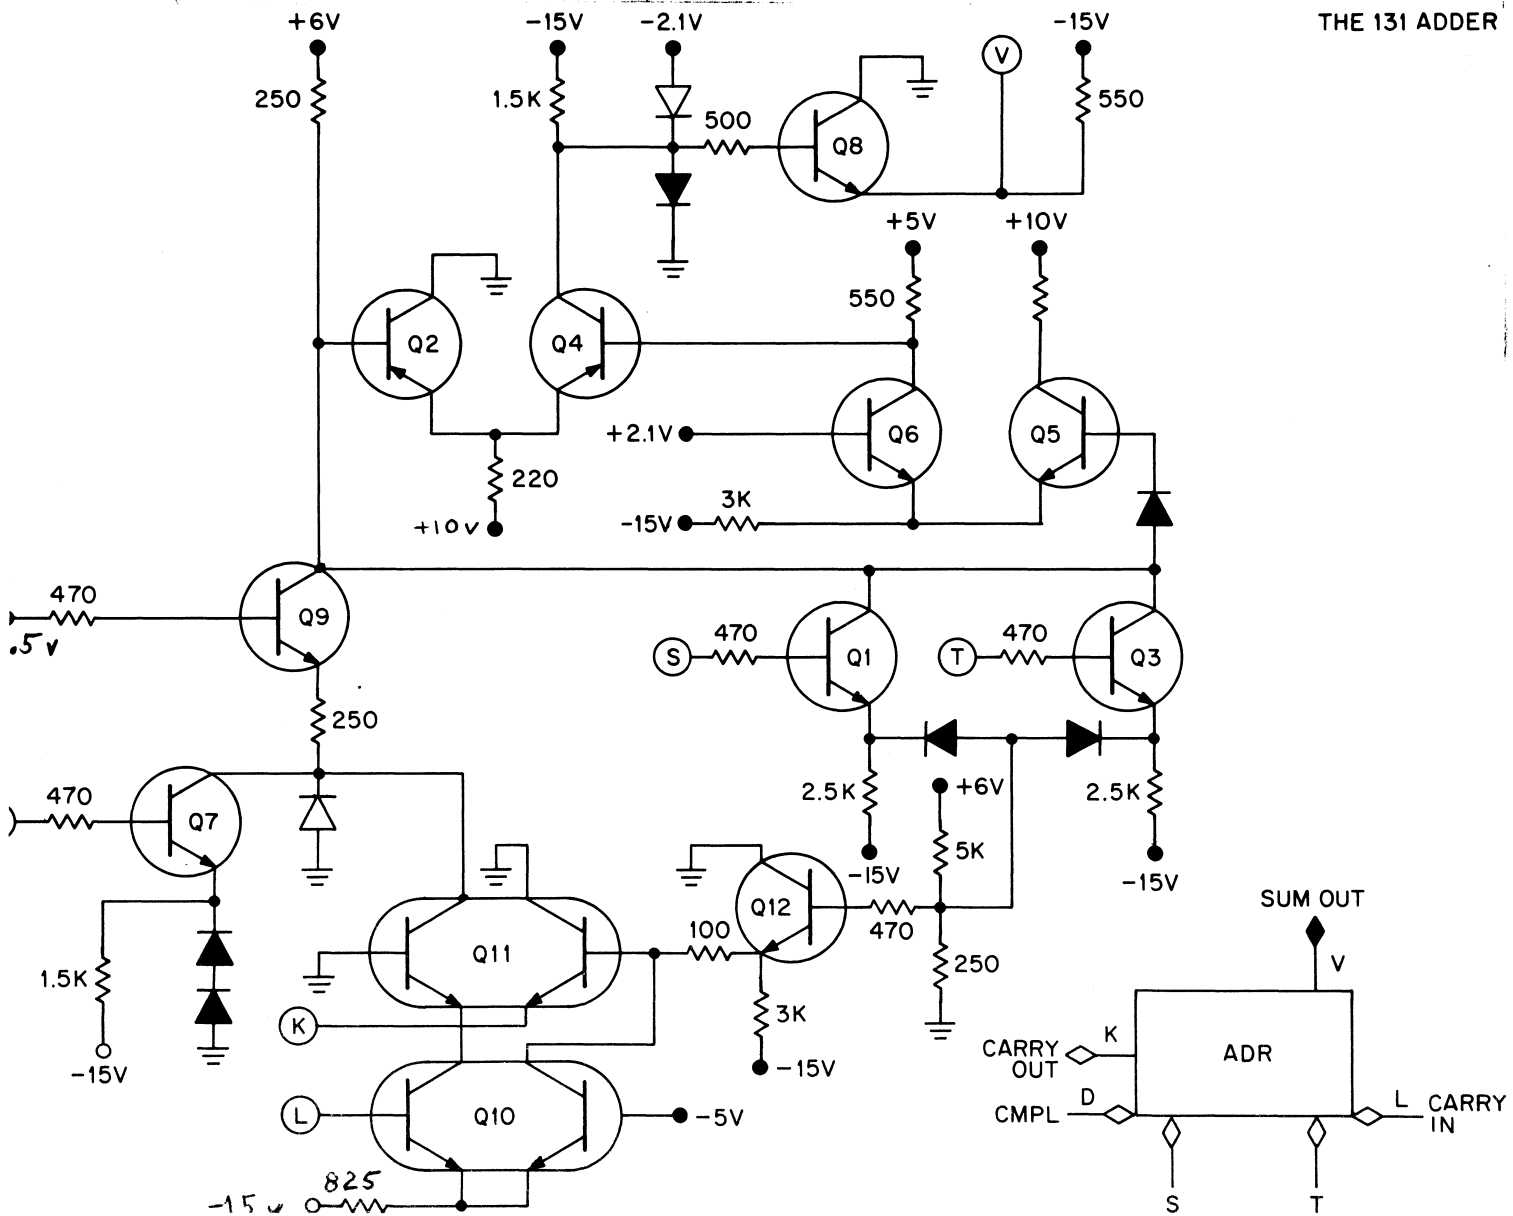 +6V
-15V
-2.1V
-15V
THE 131 ADDER
V
250
1.5K
500
550
Q8
+5V
+10V
550
Q2
Q4
+2.1V
Q6
Q5
220
3K
+10v
-15V
470
Q9
.5v
S
470
Q1
T
470
Q3
250
470
Q7
2.5K
+6V
2.5K
5K
-15V
-15V
Q12
470
SUM OUT
100
Q11
250
V
1.5K
K
3K
K
CARRY
OUT
ADR
-15V
-15V
D
L
CMPL
CARRY
IN
L
Q10
-5V
825
-15v
S
T